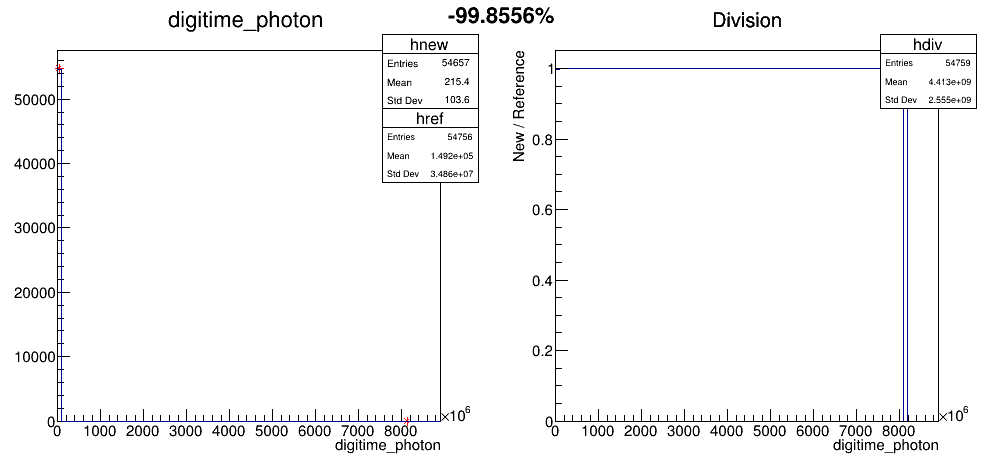 -99.8556%
digitime_photon
hnew
Entries 54657
Mean 215.4
Std Dev 103.6
href
Entries 54756
Mean 1.492e+05
Std Dev 3.486e+07
50000
40000
30000
20000
10000
0
0 1000 2000 3000 4000 5000 6000 7000 8000
×10⁶
digitime_photon
Division
hdiv
Entries 54759
Mean 4.413e+09
Std Dev 2.555e+09
New / Reference
1
0.8
0.6
0.4
0.2
0
0 1000 2000 3000 4000 5000 6000 7000 8000
×10⁶
digitime_photon